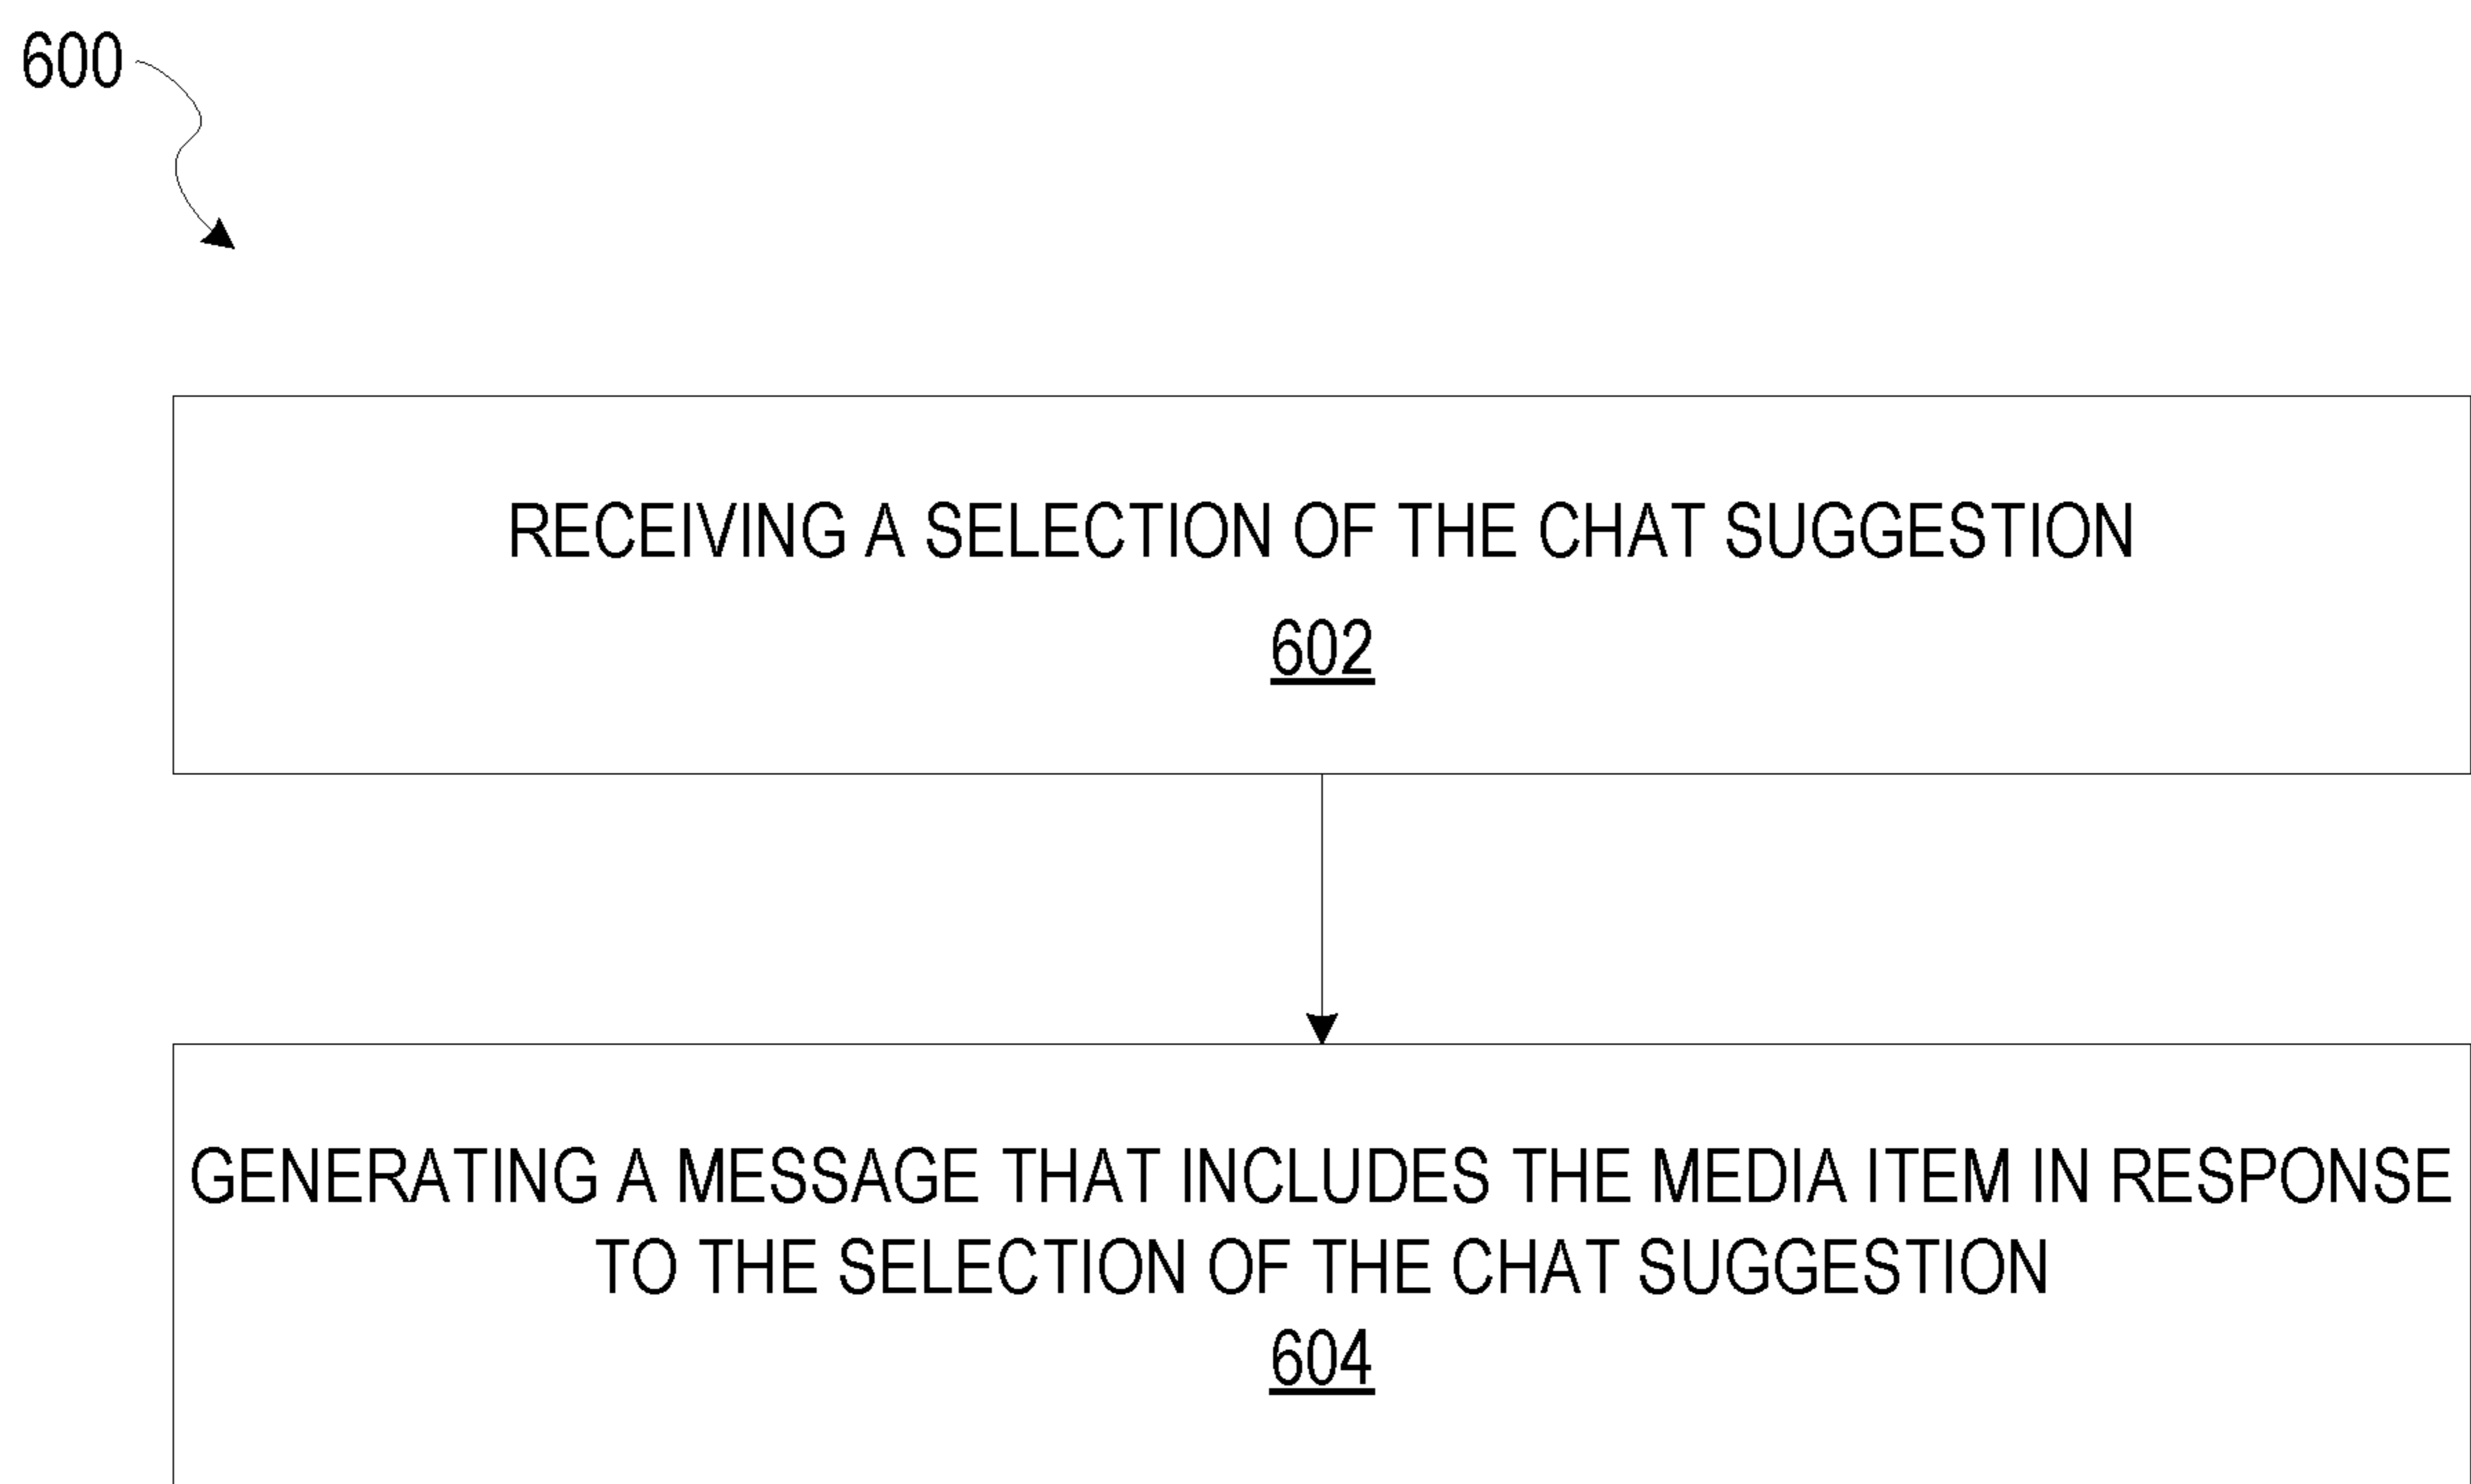 600
RECEIVING A SELECTION OF THE CHAT SUGGESTION
602
GENERATING A MESSAGE THAT INCLUDES THE MEDIA ITEM IN RESPONSE
TO THE SELECTION OF THE CHAT SUGGESTION
604